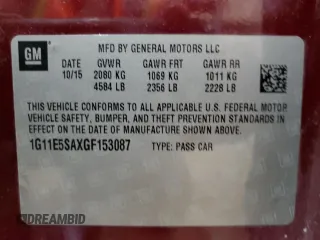 GM
MFD BY GENERAL MOTORS LLC
DATE GVWR GAWR FRT GAWR RR
10/15 2080 KG 1069 KG 1011 KG
4584 LB 2356 LB 2228 LB
THIS VEHICLE CONFORMS TO ALL APPLICABLE U.S. FEDERAL MOTOR
VEHICLE SAFETY, BUMPER, AND THEFT PREVENTION STANDARDS IN
EFFECT ON THE DATE OF MANUFACTURE SHOWN ABOVE.
1G11E5SAXGF153087 TYPE: PASS CAR
DREAMBID